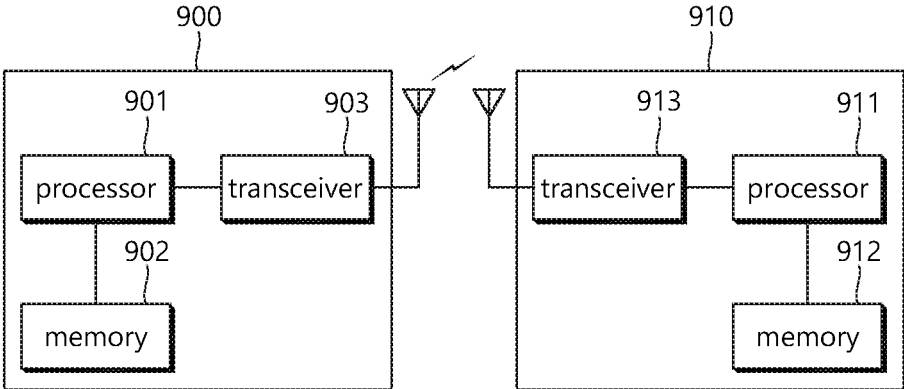 900 910
901 903 913 911
processor transceiver transceiver processor
902 912
memory memory